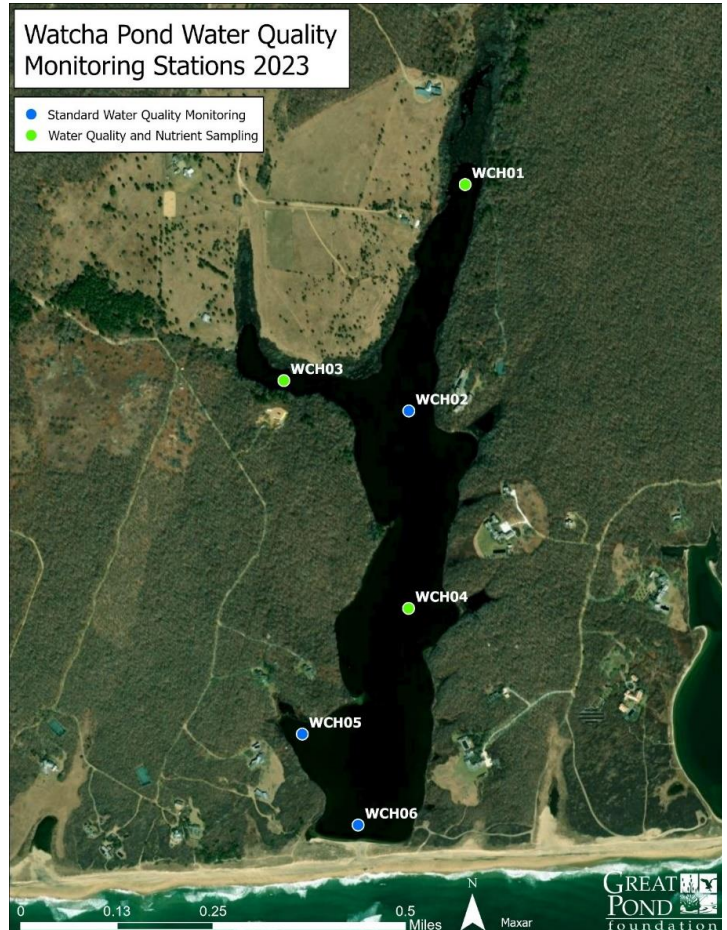 Watcha Pond Water Quality
Monitoring Stations 2023
Standard Water Quality Monitoring
Water Quality and Nutrient Sampling
WCH01
WCH03
WCH02
WCH04
WCH05
WCH06
0 0.13 0.25 0.5 Miles
N
Maxar
GREAT
POND
foundation